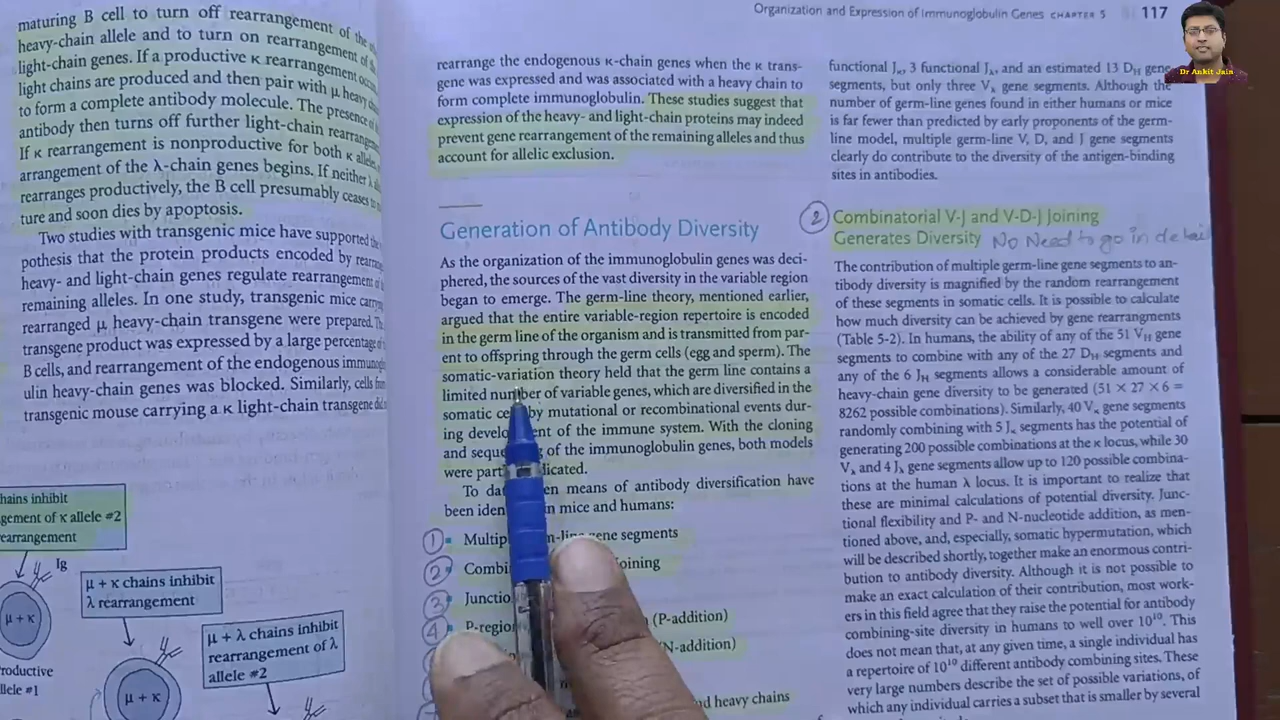 Organization and Expression of Immunoglobulin Genes CHAPTER 5 117
Dr Ankit Jain
maturing B cell to turn off rearrangement of the
heavy-chain allele and to turn on rearrangement of
light-chain genes. If a productive κ rearrangement
light chains are produced and then pair with μ heavy
to form a complete antibody molecule. The presence of
antibody then turns off further light-chain
If κ rearrangement is nonproductive for both κ
arrangement of the λ-chain genes begins. If neither λ
rearranges productively, the B cell presumably ceases to
ture and soon dies by apoptosis.
Two studies with transgenic mice have supported
pothesis that the protein products encoded by
heavy- and light-chain genes regulate rearrangement
remaining alleles. In one study, transgenic mice
rearranged μ heavy-chain transgene were prepared.
transgene product was expressed by a large percentage
B cells, and rearrangement of the endogenous
ulin heavy-chain genes was blocked. Similarly, cells
transgenic mouse carrying a κ light-chain transgene
hains inhibit
gement of κ allele #2
earrangement
Ig
μ + κ chains inhibit
λ rearrangement
μ + λ chains inhibit
rearrangement of λ
allele #2
μ + κ
μ + κ
roductive
llele #1
rearrange the endogenous κ-chain genes when the κ trans-
gene was expressed and was associated with a heavy chain to
form complete immunoglobulin. These studies suggest that
expression of the heavy- and light-chain proteins may indeed
prevent gene rearrangement of the remaining alleles and thus
account for allelic exclusion.
Generation of Antibody Diversity
As the organization of the immunoglobulin genes was deci-
phered, the sources of the vast diversity in the variable region
began to emerge. The germ-line theory, mentioned earlier,
argued that the entire variable-region repertoire is encoded
in the germ line of the organism and is transmitted from par-
ent to offspring through the germ cells (egg and sperm). The
somatic-variation theory held that the germ line contains a
limited number of variable genes, which are diversified in the
somatic by mutational or recombinational events dur-
ing of the immune system. With the cloning
and of the immunoglobulin genes, both models
were
To means of antibody diversification have
been in mice and humans:
1 gene segments
2 joining
3
4 (P-addition)
(N-addition)
heavy chains
functional Jκ, 3 functional Jλ, and an estimated 13 DH gene
segments, but only three Vλ gene segments. Although the
number of germ-line genes found in either humans or mice
is far fewer than predicted by early proponents of the germ-
line model, multiple germ-line V, D, and J gene segments
clearly do contribute to the diversity of the antigen-binding
sites in antibodies.
2 Combinatorial V-J and V-D-J Joining
Generates Diversity No Need to go in detail
The contribution of multiple germ-line gene segments to an-
tibody diversity is magnified by the random rearrangement
of these segments in somatic cells. It is possible to calculate
how much diversity can be achieved by gene rearrangments
(Table 5-2). In humans, the ability of any of the 51 VH gene
segments to combine with any of the 27 DH segments and
any of the 6 JH segments allows a considerable amount of
heavy-chain gene diversity to be generated (51 × 27 × 6 =
8262 possible combinations). Similarly, 40 Vκ gene segments
randomly combining with 5 Jκ segments has the potential of
generating 200 possible combinations at the κ locus, while 30
Vλ and 4 Jλ gene segments allow up to 120 possible combina-
tions at the human λ locus. It is important to realize that
these are minimal calculations of potential diversity. Junc-
tional flexibility and P- and N-nucleotide addition, as men-
tioned above, and, especially, somatic hypermutation, which
will be described shortly, together make an enormous contri-
bution to antibody diversity. Although it is not possible to
make an exact calculation of their contribution, most work-
ers in this field agree that they raise the potential for antibody
combining-site diversity in humans to well over 10¹⁰. This
does not mean that, at any given time, a single individual has
a repertoire of 10¹⁰ different antibody combining sites. These
very large numbers describe the set of possible variations, of
which any individual carries a subset that is smaller by several